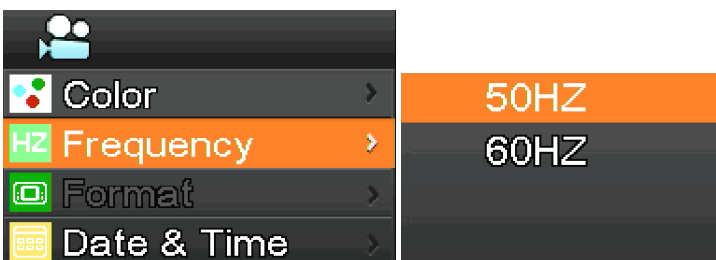 Color
HZ Frequency
Format
Date & Time
50HZ
60HZ